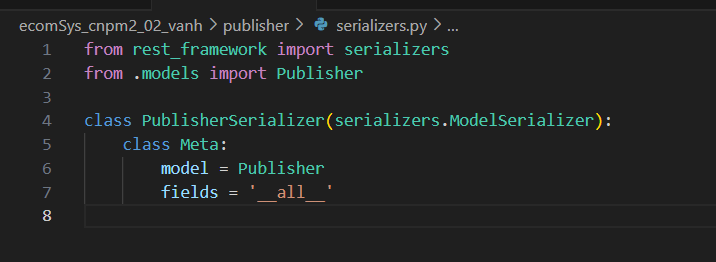 ecomSys_cnpm2_02_vanh > publisher > serializers.py > ...
1 from rest_framework import serializers
2 from .models import Publisher
3
4 class PublisherSerializer(serializers.ModelSerializer):
5     class Meta:
6         model = Publisher
7         fields = '__all__'
8